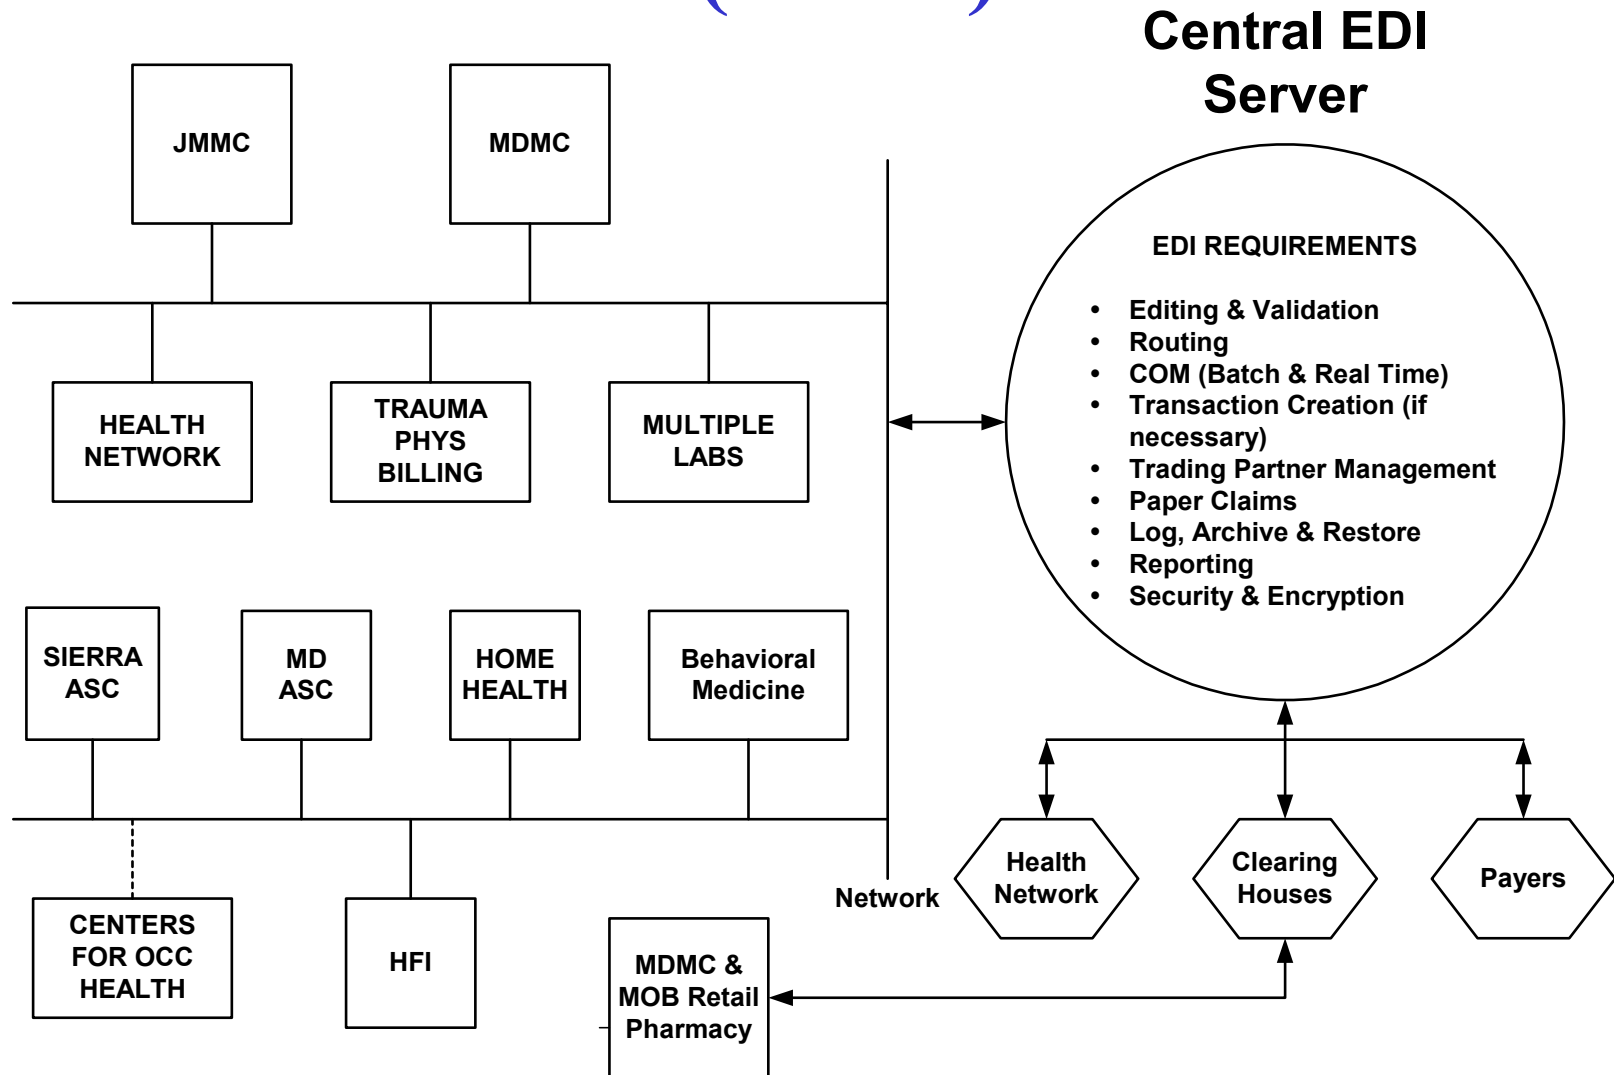 Central EDI
Server
JMMC
MDMC
EDI REQUIREMENTS
• Editing & Validation
• Routing
• COM (Batch & Real Time)
• Transaction Creation (if
necessary)
• Trading Partner Management
• Paper Claims
• Log, Archive & Restore
• Reporting
• Security & Encryption
HEALTH
NETWORK
TRAUMA
PHYS
BILLING
MULTIPLE
LABS
SIERRA
ASC
MD
ASC
HOME
HEALTH
Behavioral
Medicine
CENTERS
FOR OCC
HEALTH
HFI
MDMC &
MOB Retail
Pharmacy
Network
Health
Network
Clearing
Houses
Payers